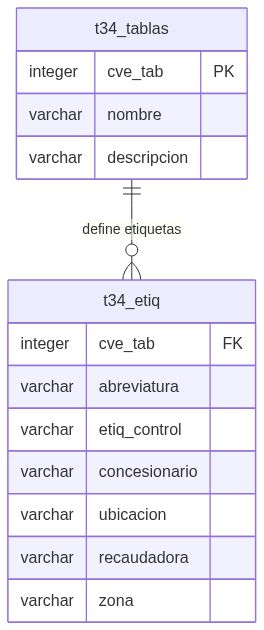 t34_tablas
integer cve_tab PK
varchar nombre
varchar descripcion
define etiquetas
t34_etiq
integer cve_tab FK
varchar abreviatura
varchar etiq_control
varchar concesionario
varchar ubicacion
varchar recaudadora
varchar zona